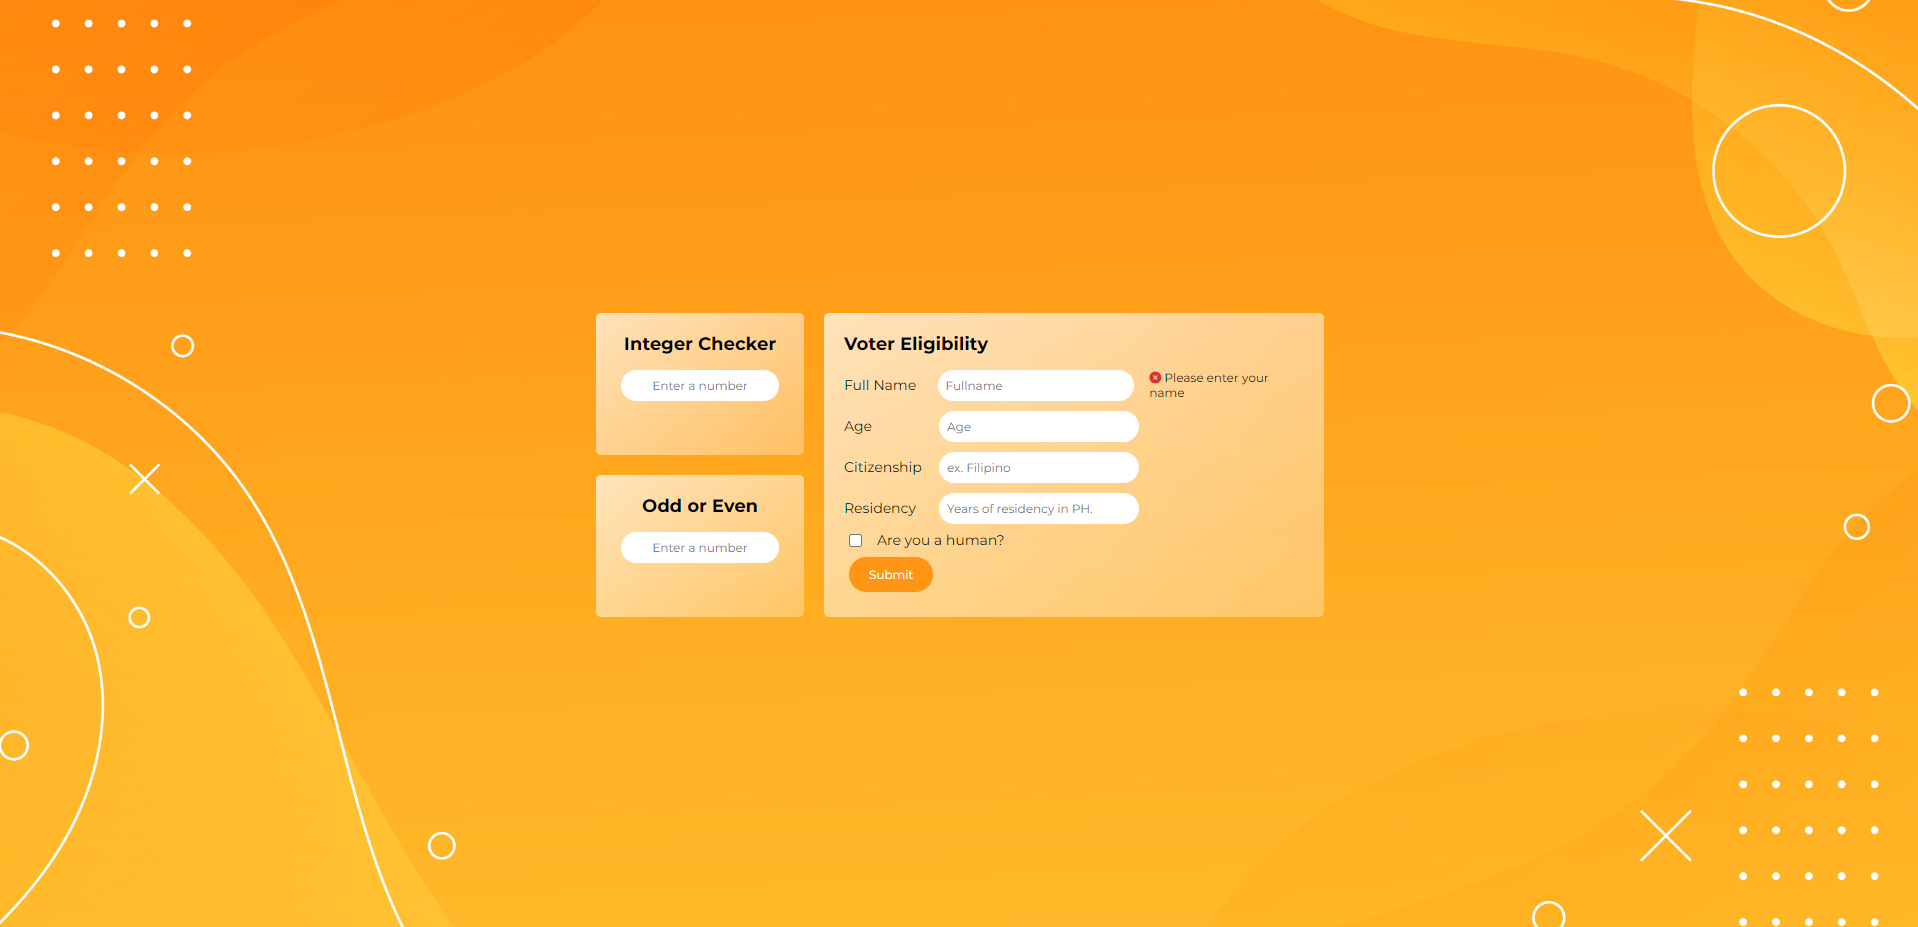 Integer Checker
Enter a number
Odd or Even
Enter a number
Voter Eligibility
Full Name
Fullname
Please enter your
name
Age
Age
Citizenship
ex. Filipino
Residency
Years of residency in PH.
Are you a human?
Submit